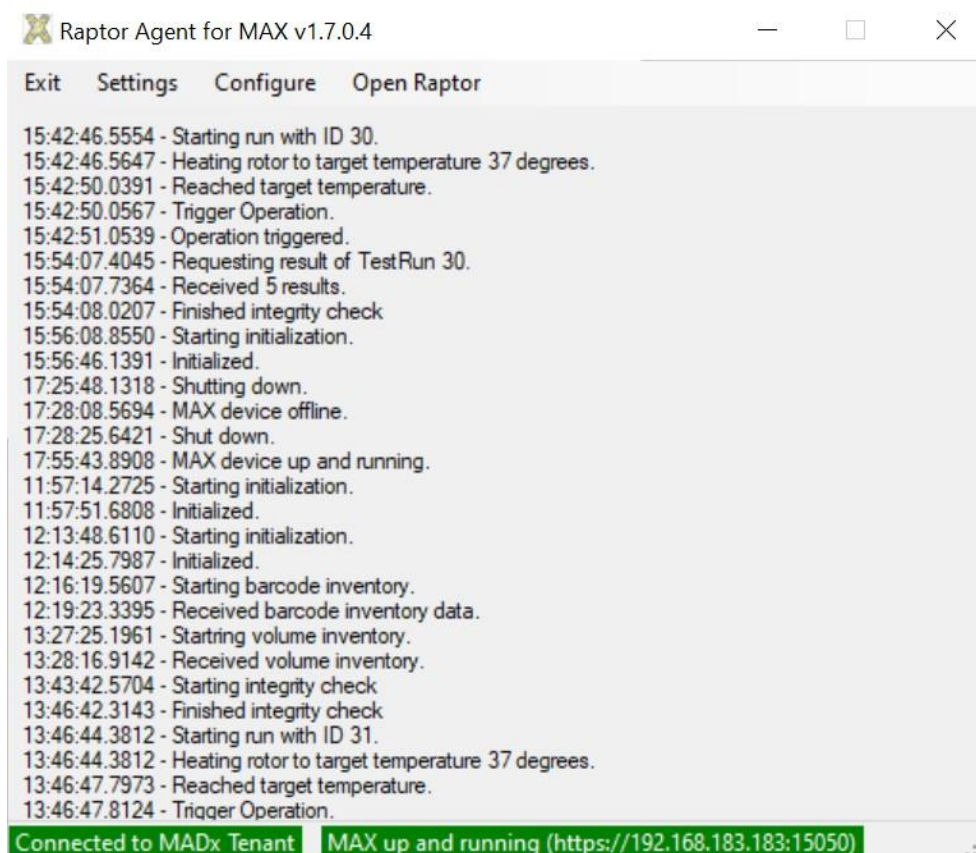 Raptor Agent for MAX v1.7.0.4
Exit Settings Configure Open Raptor
15:42:46.5554 - Starting run with ID 30.
15:42:46.5647 - Heating rotor to target temperature 37 degrees.
15:42:50.0391 - Reached target temperature.
15:42:50.0567 - Trigger Operation.
15:42:51.0539 - Operation triggered.
15:54:07.4045 - Requesting result of TestRun 30.
15:54:07.7364 - Received 5 results.
15:54:08.0207 - Finished integrity check
15:56:08.8550 - Starting initialization.
15:56:46.1391 - Initialized.
17:25:48.1318 - Shutting down.
17:28:08.5694 - MAX device offline.
17:28:25.6421 - Shut down.
17:55:43.8908 - MAX device up and running.
11:57:14.2725 - Starting initialization.
11:57:51.6808 - Initialized.
12:13:48.6110 - Starting initialization.
12:14:25.7987 - Initialized.
12:16:19.5607 - Starting barcode inventory.
12:19:23.3395 - Received barcode inventory data.
13:27:25.1961 - Startring volume inventory.
13:28:16.9142 - Received volume inventory.
13:43:42.5704 - Starting integrity check
13:46:42.3143 - Finished integrity check
13:46:44.3812 - Starting run with ID 31.
13:46:44.3812 - Heating rotor to target temperature 37 degrees.
13:46:47.7973 - Reached target temperature.
13:46:47.8124 - Trigger Operation.
Connected to MADx Tenant MAX up and running (https://192.168.183.183:15050)